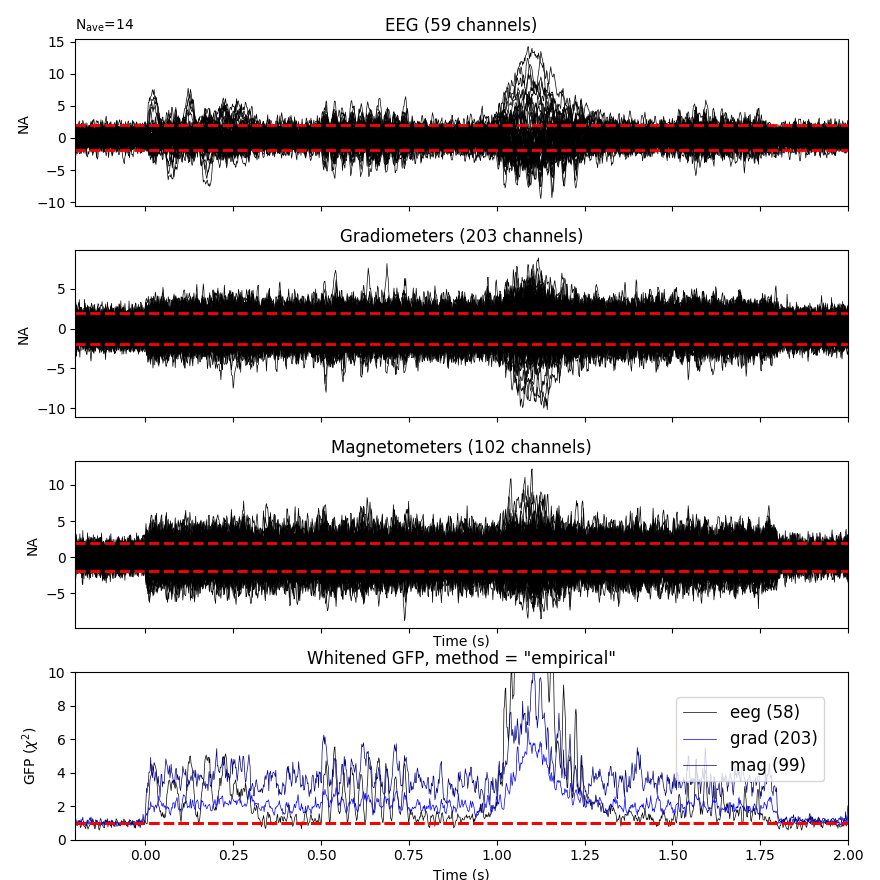 N_ave=14
EEG (59 channels)
15
10
5
0
−5
−10
NA
Gradiometers (203 channels)
5
0
−5
−10
NA
Magnetometers (102 channels)
10
5
0
−5
NA
Time (s)
Whitened GFP, method = "empirical"
10
8
6
4
2
0
GFP (χ²)
eeg (58)
grad (203)
mag (99)
0.00 0.25 0.50 0.75 1.00 1.25 1.50 1.75 2.00
Time (s)